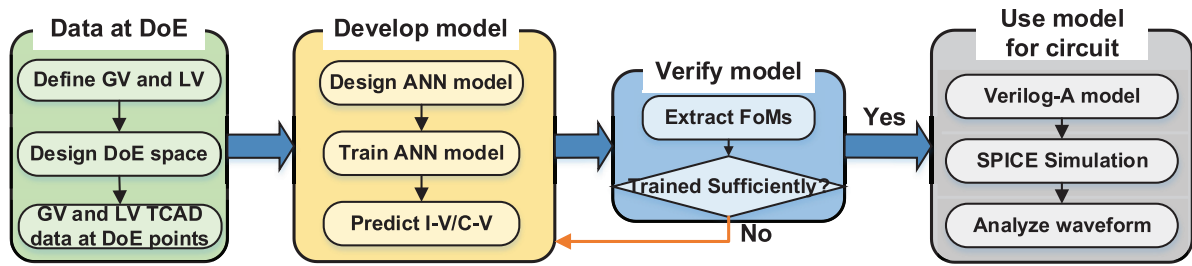 Data at DoE
Define GV and LV
Design DoE space
GV and LV TCAD
data at DoE points
Develop model
Design ANN model
Train ANN model
Predict I-V/C-V
Verify model
Extract FoMs
Trained Sufficiently?
No
Yes
Use model
for circuit
Verilog-A model
SPICE Simulation
Analyze waveform